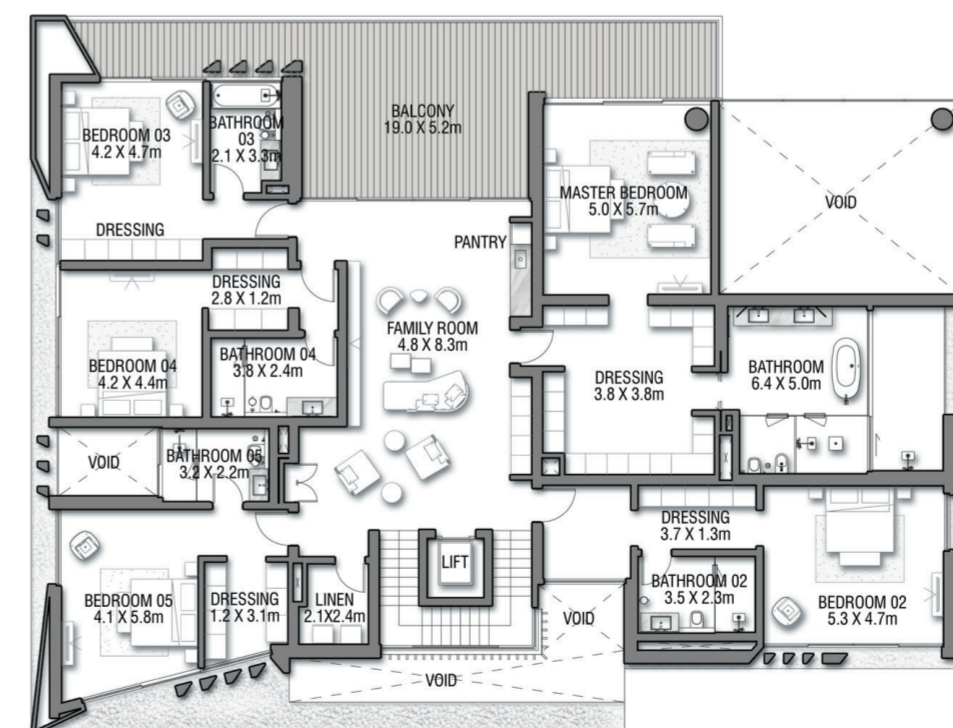 BALCONY
19.0 X 5.2m
BEDROOM 03
4.2 X 4.7m
BATHROOM
03
2.1 X 3.3m
MASTER BEDROOM
5.0 X 5.7m
VOID
DRESSING
PANTRY
DRESSING
2.8 X 1.2m
FAMILY ROOM
4.8 X 8.3m
BATHROOM 04
3.8 X 2.4m
BEDROOM 04
4.2 X 4.4m
DRESSING
3.8 X 3.8m
BATHROOM
6.4 X 5.0m
VOID
BATHROOM 05
3.2 X 2.2m
DRESSING
3.7 X 1.3m
LIFT
BEDROOM 05
4.1 X 5.8m
DRESSING
1.2 X 3.1m
LINEN
2.1X2.4m
BATHROOM 02
3.5 X 2.3m
BEDROOM 02
5.3 X 4.7m
VOID
VOID